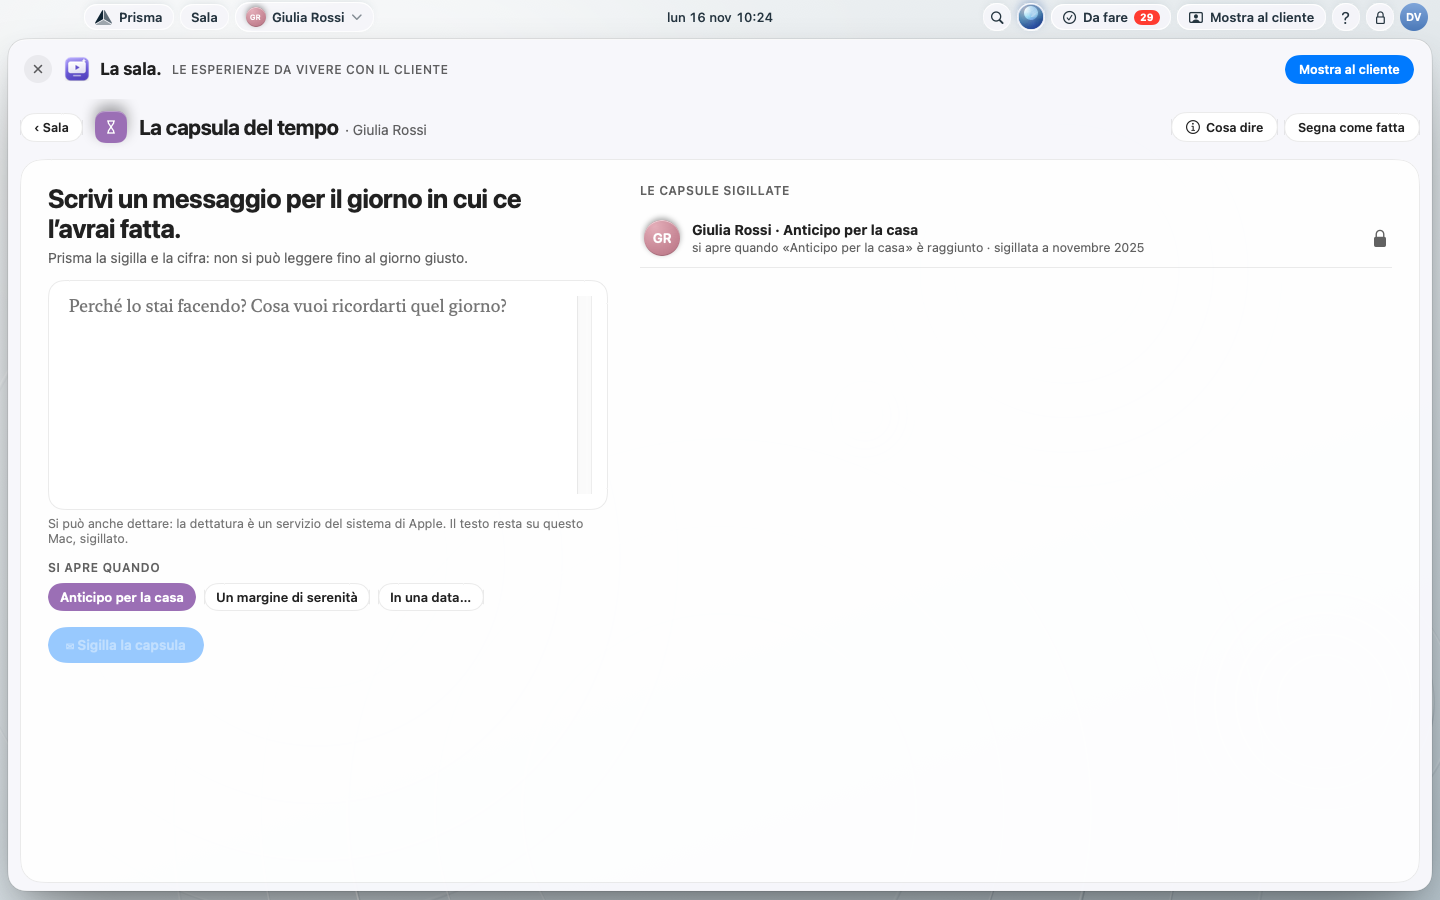 Prisma
Sala
GR
Giulia Rossi
lun 16 nov 10:24
Da fare 29
Mostra al cliente
?
DV
La sala. LE ESPERIENZE DA VIVERE CON IL CLIENTE
Mostra al cliente
‹ Sala
La capsula del tempo · Giulia Rossi
Cosa dire
Segna come fatta
Scrivi un messaggio per il giorno in cui ce
l’avrai fatta.
Prisma la sigilla e la cifra: non si può leggere fino al giorno giusto.
Perché lo stai facendo? Cosa vuoi ricordarti quel giorno?
Si può anche dettare: la dettatura è un servizio del sistema di Apple. Il testo resta su questo
Mac, sigillato.
SI APRE QUANDO
Anticipo per la casa
Un margine di serenità
In una data...
Sigilla la capsula
LE CAPSULE SIGILLATE
GR
Giulia Rossi · Anticipo per la casa
si apre quando «Anticipo per la casa» è raggiunto · sigillata a novembre 2025